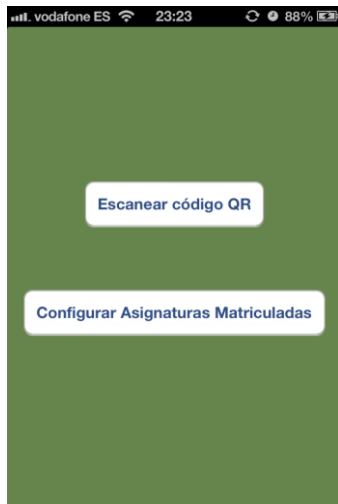 vodafone ES 23:23 88%
Escanear código QR
Configurar Asignaturas Matriculadas